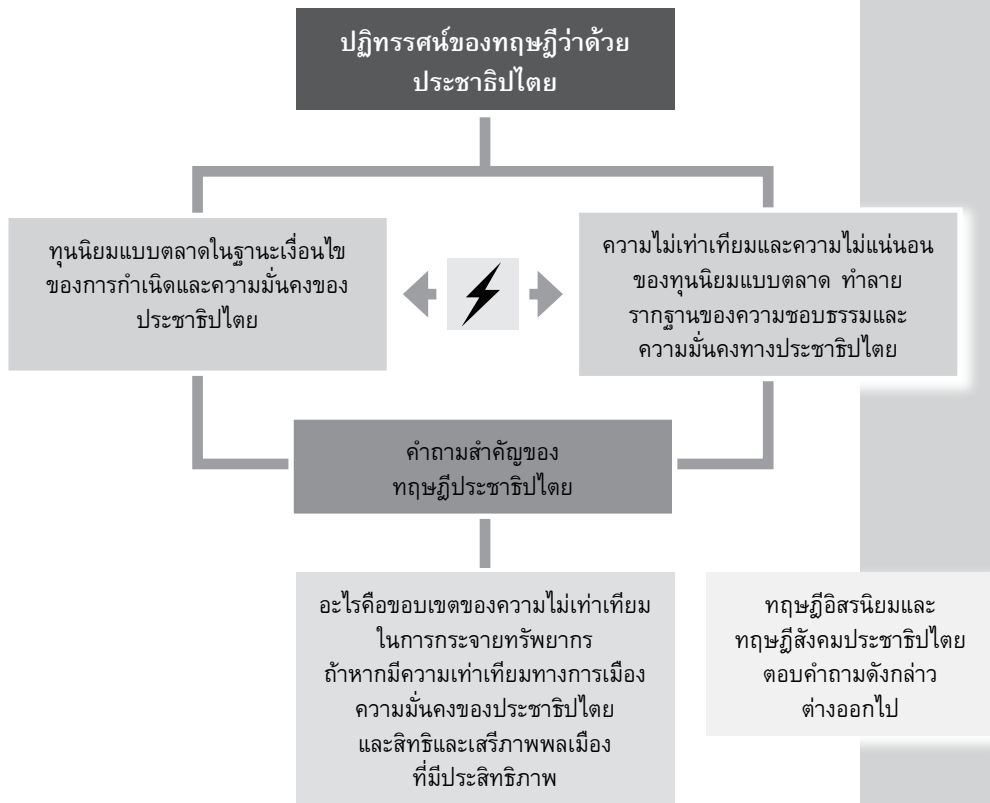 ปฏิทรรศน์ของทฤษฎีว่าด้วย
ประชาธิปไตย
ทุนนิยมแบบตลาดในฐานะเงื่อนไข
ของการกำเนิดและความมั่นคงของ
ประชาธิปไตย
ความไม่เท่าเทียมและความไม่แน่นอน
ของทุนนิยมแบบตลาด ทำลาย
รากฐานของความชอบธรรมและ
ความมั่นคงทางประชาธิปไตย
คำถามสำคัญของ
ทฤษฎีประชาธิปไตย
อะไรคือขอบเขตของความไม่เท่าเทียม
ในการกระจายทรัพยากร
ถ้าหากมีความเท่าเทียมทางการเมือง
ความมั่นคงของประชาธิปไตย
และสิทธิและเสรีภาพพลเมือง
ที่มีประสิทธิภาพ
ทฤษฎีอิสรนิยมและ
ทฤษฎีสังคมประชาธิปไตย
ตอบคำถามดังกล่าว
ต่างออกไป